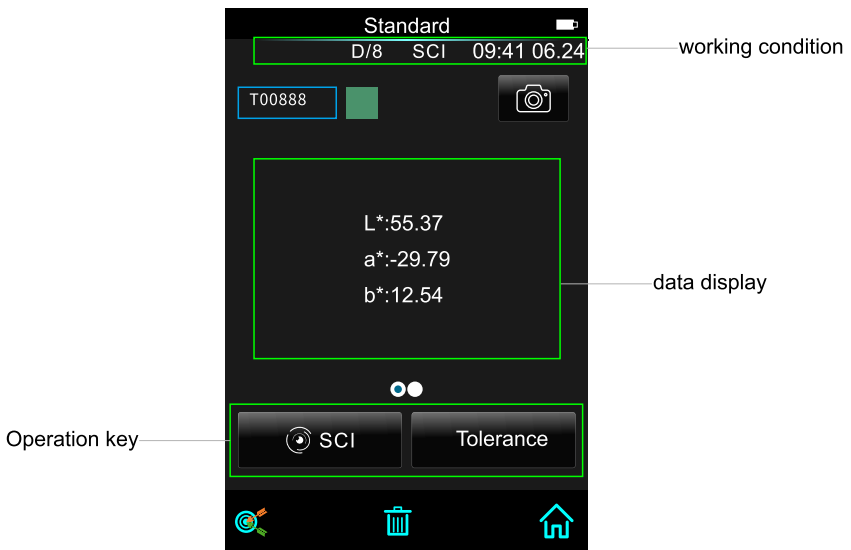 Standard
D/8 SCI 09:41 06.24
working condition
T00888
L*:55.37
a*:-29.79
b*:12.54
data display
Operation key
SCI
Tolerance